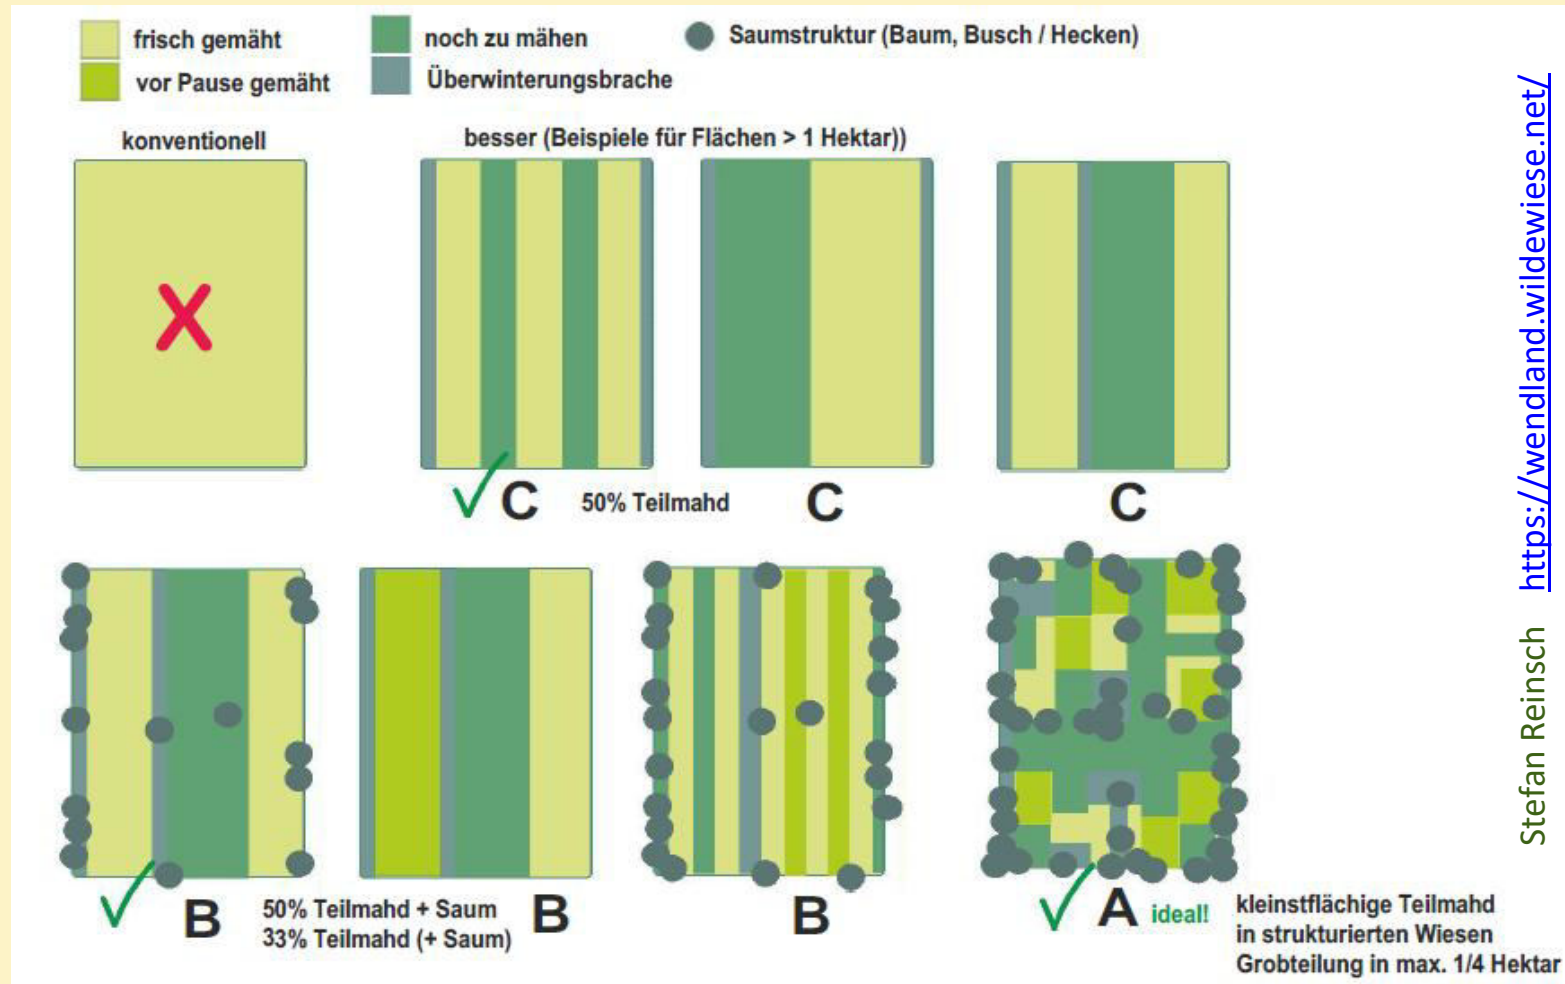 frisch gemäht
noch zu mähen
Saumstruktur (Baum, Busch / Hecken)
vor Pause gemäht
Überwinterungsbrache
konventionell
besser (Beispiele für Flächen > 1 Hektar))
X
C
50% Teilmahd
C
C
B
50% Teilmahd + Saum
33% Teilmahd (+ Saum)
B
B
A
ideal!
kleinstflächige Teilmahd
in strukturierten Wiesen
Grobteilung in max. 1/4 Hektar
Stefan Reinsch https://wendland.wildewiese.net/